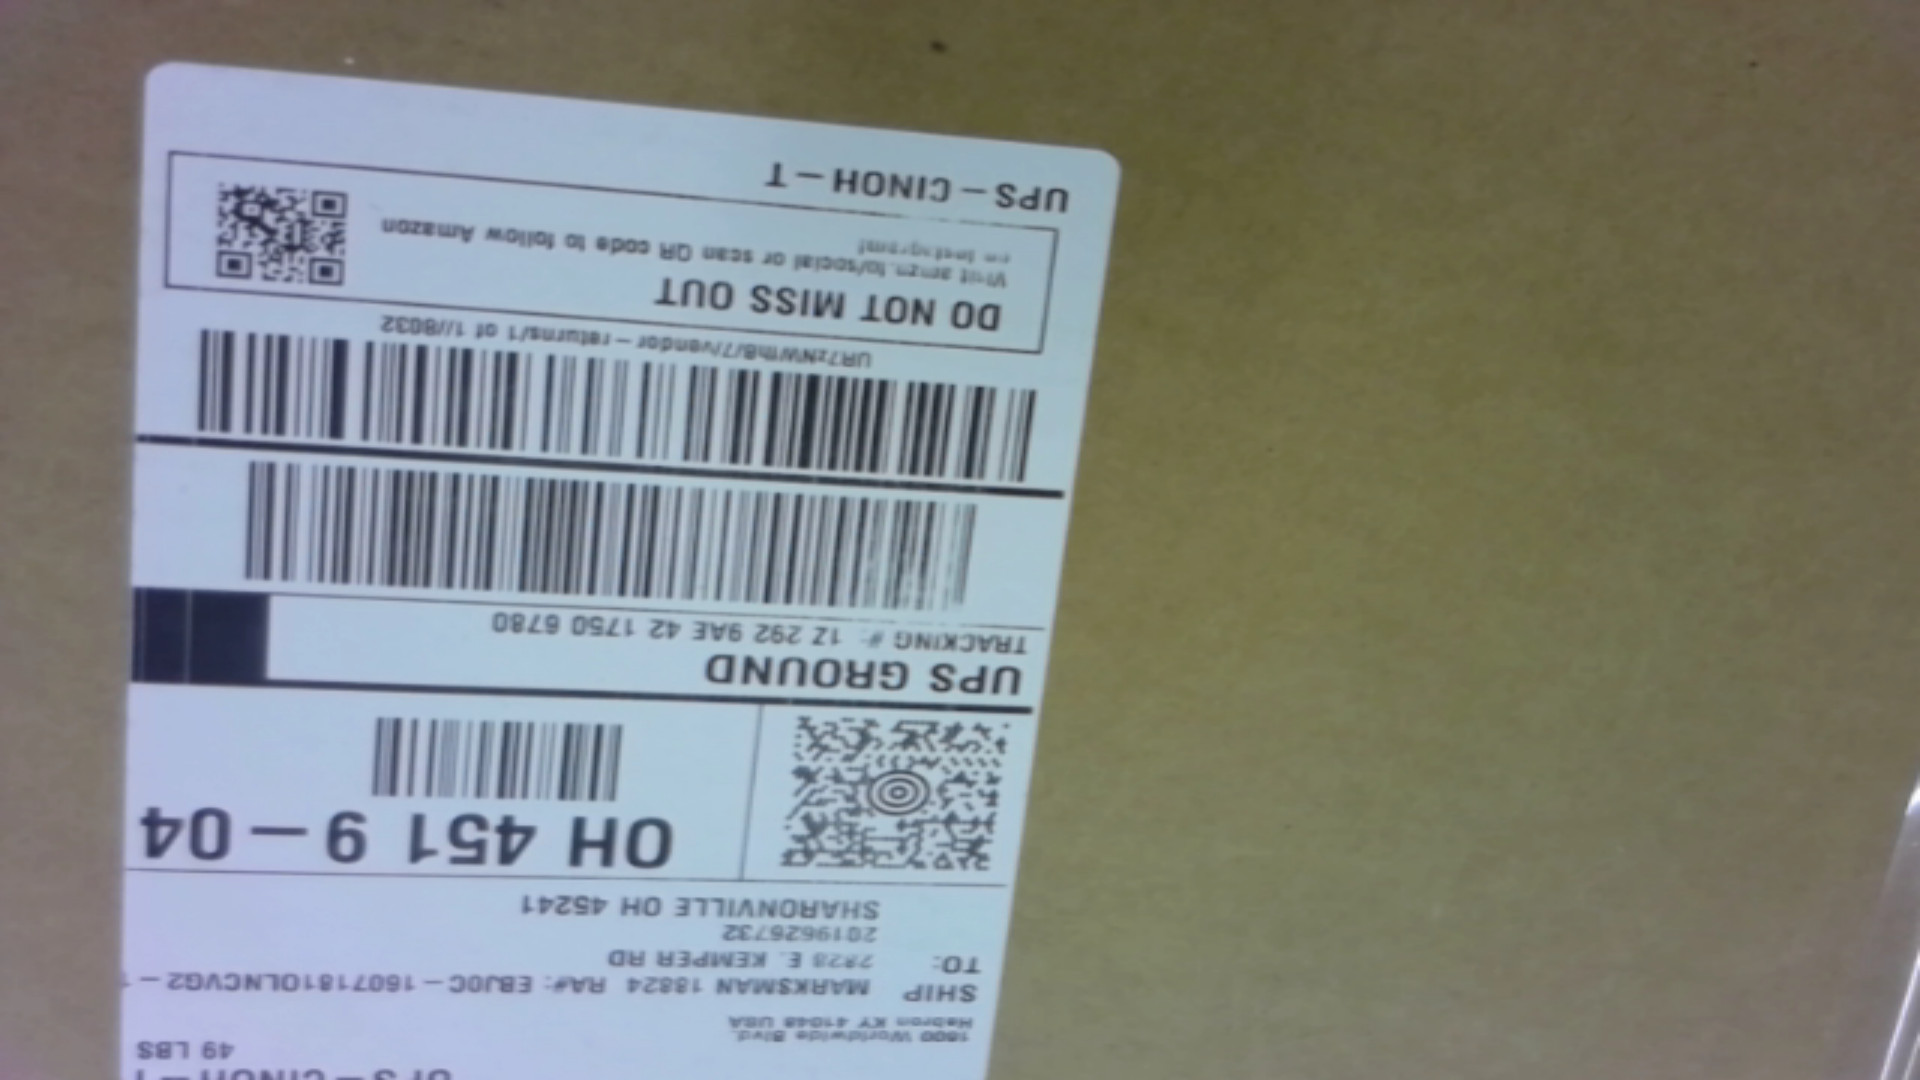 UPS – CINOH – T
49 LBS
1600 Worldwide Blvd.
Hebron KY 41048 USA
SHIP TO:
MARKSMAN 18824 RA#: EBJ0C – 1607181OLNCVG2 –
2828 E. KEMPER RD
2019626732
SHARONVILLE OH 45241
OH 451 9 – 04
UPS GROUND
TRACKING #: 1Z 292 9AE 42 1750 6780
/vendor – returns/1 of 1//8032
DO NOT MISS OUT
Visit amzn.to/social or scan QR code to follow Amazon
on Instagram!
UPS – CINOH – T